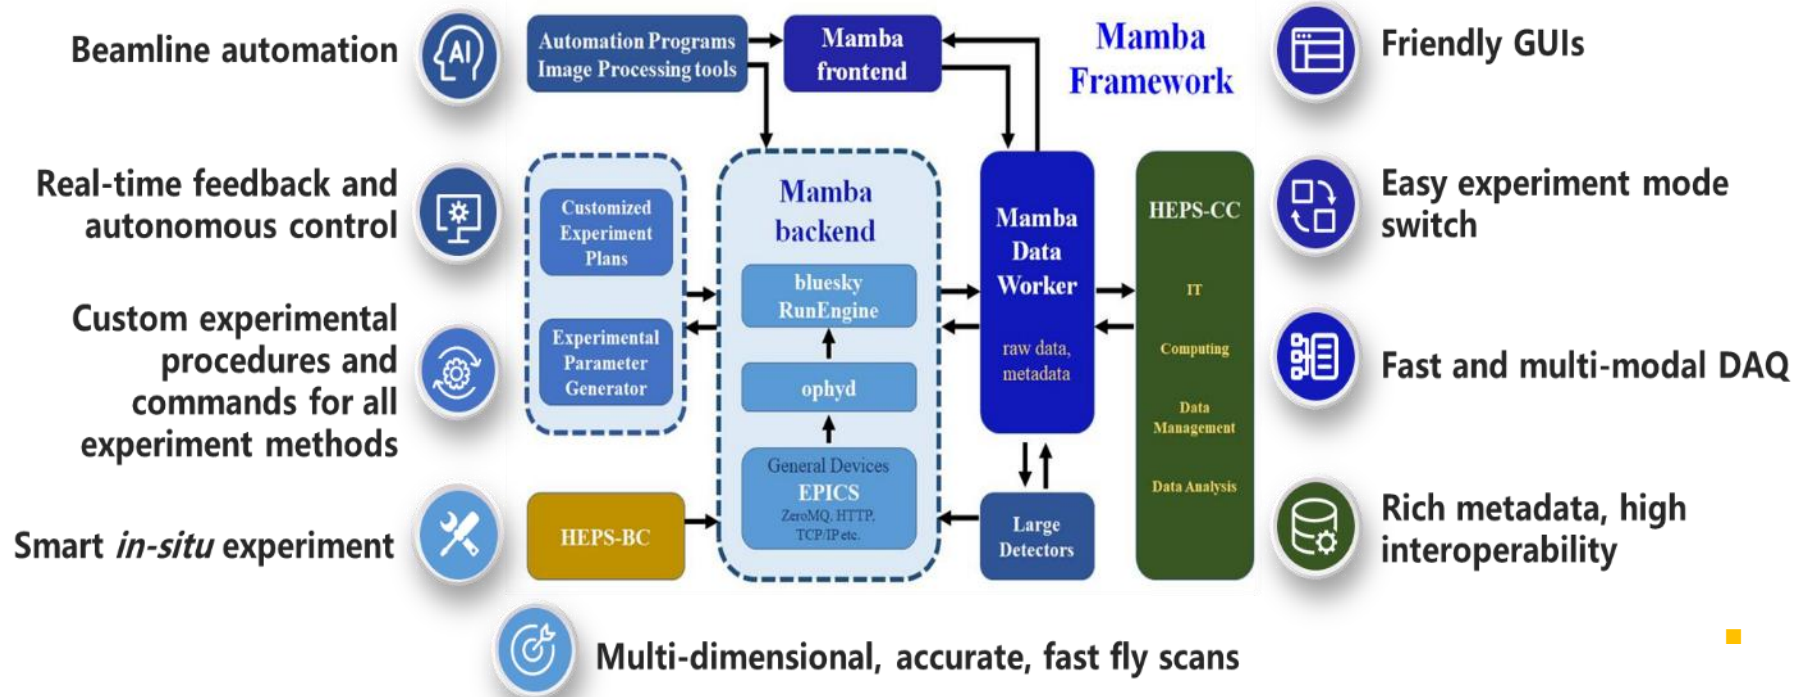 Beamline automation
Real-time feedback and
autonomous control
Custom experimental
procedures and
commands for all
experiment methods
Smart in-situ experiment
Automation Programs
Image Processing tools
Mamba
frontend
Mamba
Framework
Customized
Experiment
Plans
Experimental
Parameter
Generator
HEPS-BC
Mamba
backend
bluesky
RunEngine
ophyd
General Devices
EPICS
ZeroMQ, HTTP,
TCP/IP etc.
Mamba
Data
Worker
raw data,
metadata
Large
Detectors
HEPS-CC
IT
Computing
Data
Management
Data Analysis
AI
Friendly GUIs
Easy experiment mode
switch
Fast and multi-modal DAQ
Rich metadata, high
interoperability
Multi-dimensional, accurate, fast fly scans